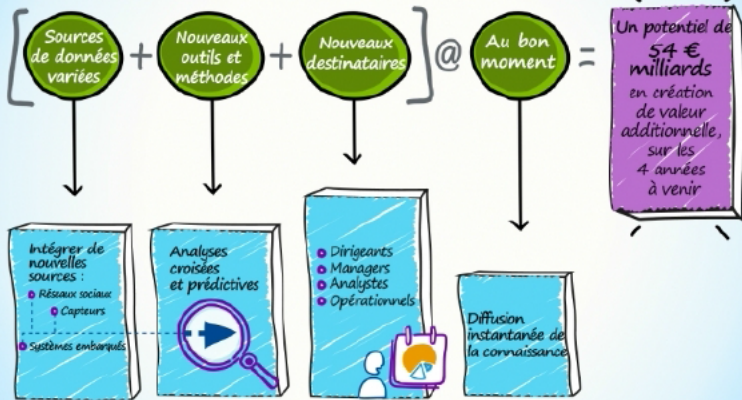 Sources
de données
variées
+
Nouveaux
outils et
méthodes
+
Nouveaux
destinataires
@
Au bon
moment
=
Un potentiel de
54 €
milliards
en création
de valeur
additionnelle,
sur les
4 années
à venir
Intégrer de
nouvelles
sources :
Réseaux sociaux
Capteurs
Systèmes embarqués
Analyses
croisées
et prédictives
Dirigeants
Managers
Analystes
Opérationnels
Diffusion
instantanée de
la connaissance